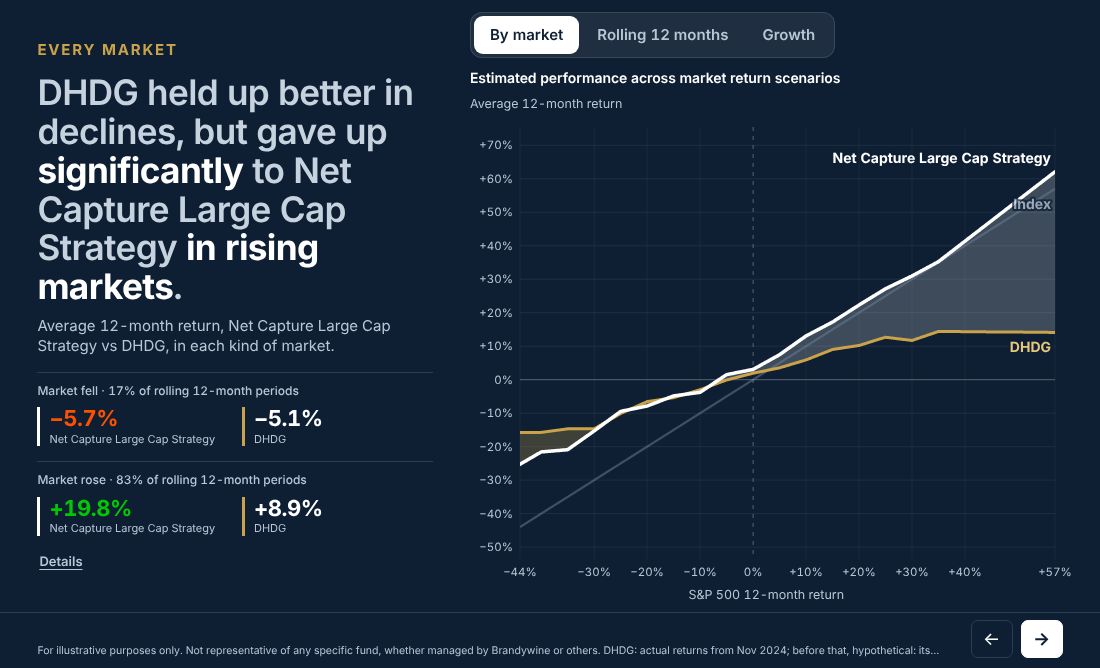 EVERY MARKET
DHDG held up better in
declines, but gave up
significantly to Net
Capture Large Cap
Strategy in rising
markets.
Average 12-month return, Net Capture Large Cap
Strategy vs DHDG, in each kind of market.
Market fell · 17% of rolling 12-month periods
−5.7%
Net Capture Large Cap Strategy
−5.1%
DHDG
Market rose · 83% of rolling 12-month periods
+19.8%
Net Capture Large Cap Strategy
+8.9%
DHDG
Details
By market
Rolling 12 months
Growth
Estimated performance across market return scenarios
Average 12-month return
+70%
+60%
+50%
+40%
+30%
+20%
+10%
0%
−10%
−20%
−30%
−40%
−50%
Net Capture Large Cap Strategy
Index
DHDG
−44%
−30%
−20%
−10%
0%
+10%
+20%
+30%
+40%
+57%
S&P 500 12-month return
For illustrative purposes only. Not representative of any specific fund, whether managed by Brandywine or others. DHDG: actual returns from Nov 2024; before that, hypothetical: its...